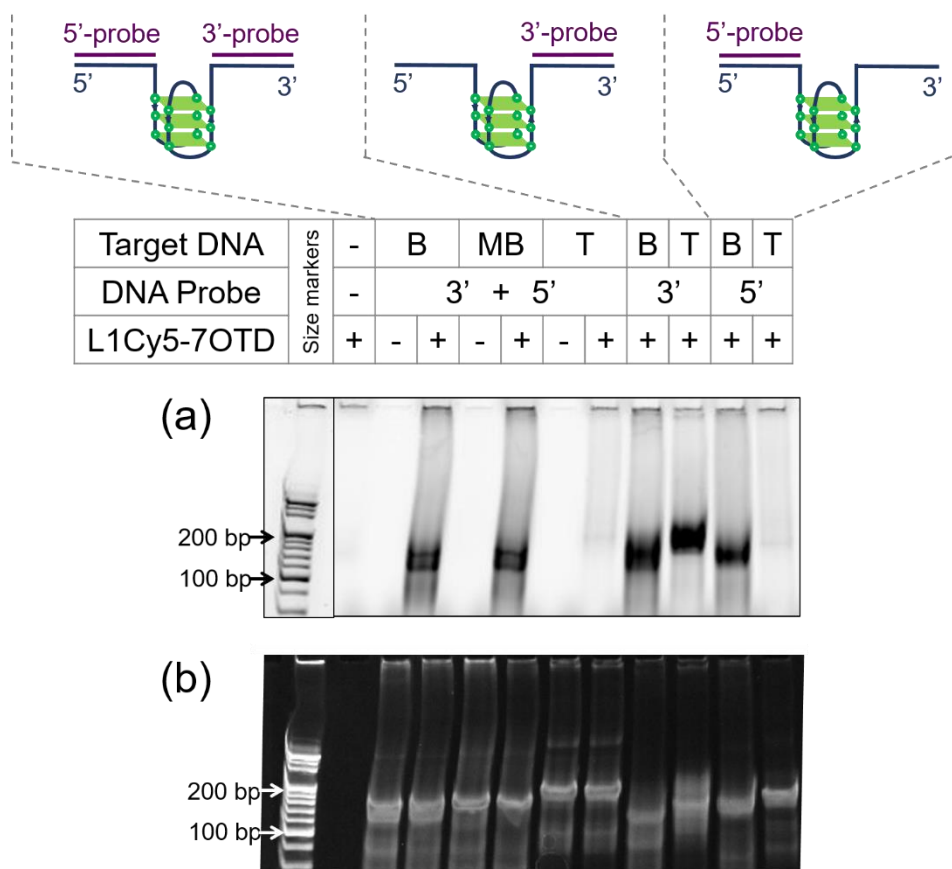 5’-probe 3’-probe
5’ 3’
3’-probe
5’ 3’
5’-probe
5’ 3’
Target DNA - B MB T B T B T
DNA Probe - 3’ + 5’ 3’ 5’
L1Cy5-7OTD + - + - + - + + + + +
Size markers
(a)
200 bp
100 bp
(b)
200 bp
100 bp